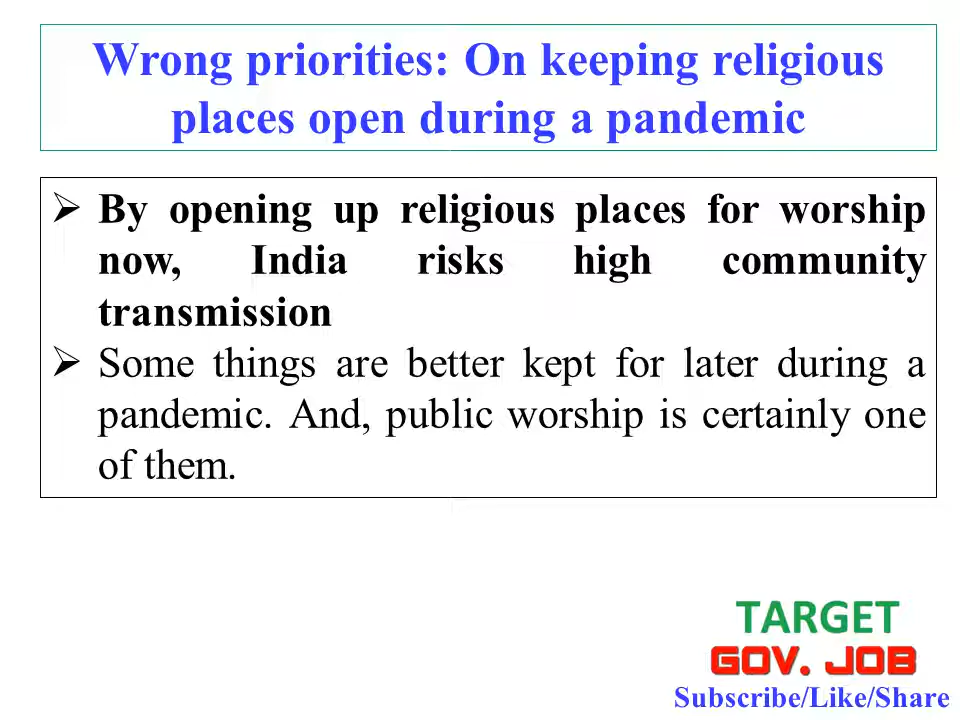 Wrong priorities: On keeping religious
places open during a pandemic
➢ By opening up religious places for worship
now, India risks high community
transmission
➢ Some things are better kept for later during a
pandemic. And, public worship is certainly one
of them.
TARGET
GOV. JOB
Subscribe/Like/Share